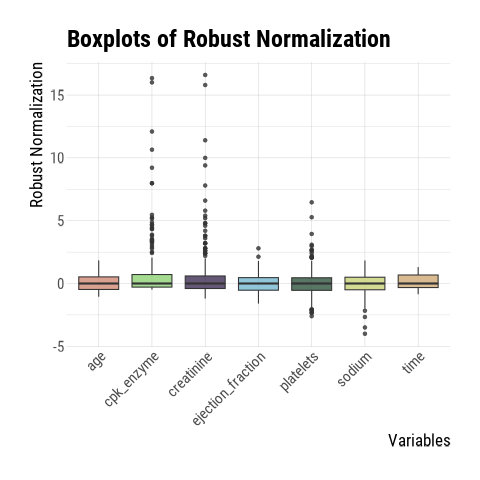 Boxplots of Robust Normalization
Robust Normalization
15
10
5
0
-5
age
cpk_enzyme
creatinine
ejection_fraction
platelets
sodium
time
Variables